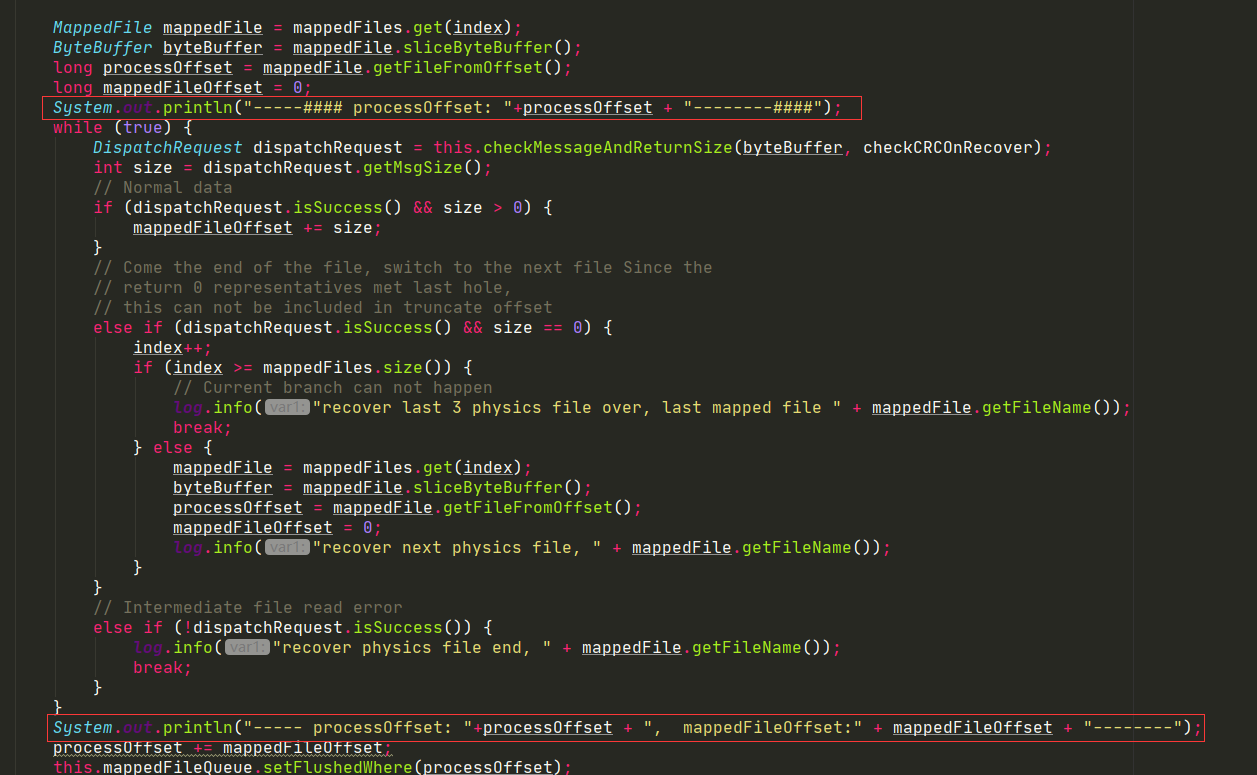 MappedFile mappedFile = mappedFiles.get(index);
ByteBuffer byteBuffer = mappedFile.sliceByteBuffer();
long processOffset = mappedFile.getFileFromOffset();
long mappedFileOffset = 0;
System.out.println("-----#### processOffset: "+processOffset + "--------####");
while (true) {
    DispatchRequest dispatchRequest = this.checkMessageAndReturnSize(byteBuffer, checkCRCOnRecover);
    int size = dispatchRequest.getMsgSize();
    // Normal data
    if (dispatchRequest.isSuccess() && size > 0) {
        mappedFileOffset += size;
    }
    // Come the end of the file, switch to the next file Since the
    // return 0 representatives met last hole,
    // this can not be included in truncate offset
    else if (dispatchRequest.isSuccess() && size == 0) {
        index++;
        if (index >= mappedFiles.size()) {
            // Current branch can not happen
            log.info( var1: "recover last 3 physics file over, last mapped file " + mappedFile.getFileName());
            break;
        } else {
            mappedFile = mappedFiles.get(index);
            byteBuffer = mappedFile.sliceByteBuffer();
            processOffset = mappedFile.getFileFromOffset();
            mappedFileOffset = 0;
            log.info( var1: "recover next physics file, " + mappedFile.getFileName());
        }
    }
    // Intermediate file read error
    else if (!dispatchRequest.isSuccess()) {
        log.info( var1: "recover physics file end, " + mappedFile.getFileName());
        break;
    }
}
System.out.println("----- processOffset: "+processOffset + ",  mappedFileOffset:" + mappedFileOffset + "--------");
processOffset += mappedFileOffset;
this.mappedFileQueue.setFlushedWhere(processOffset);